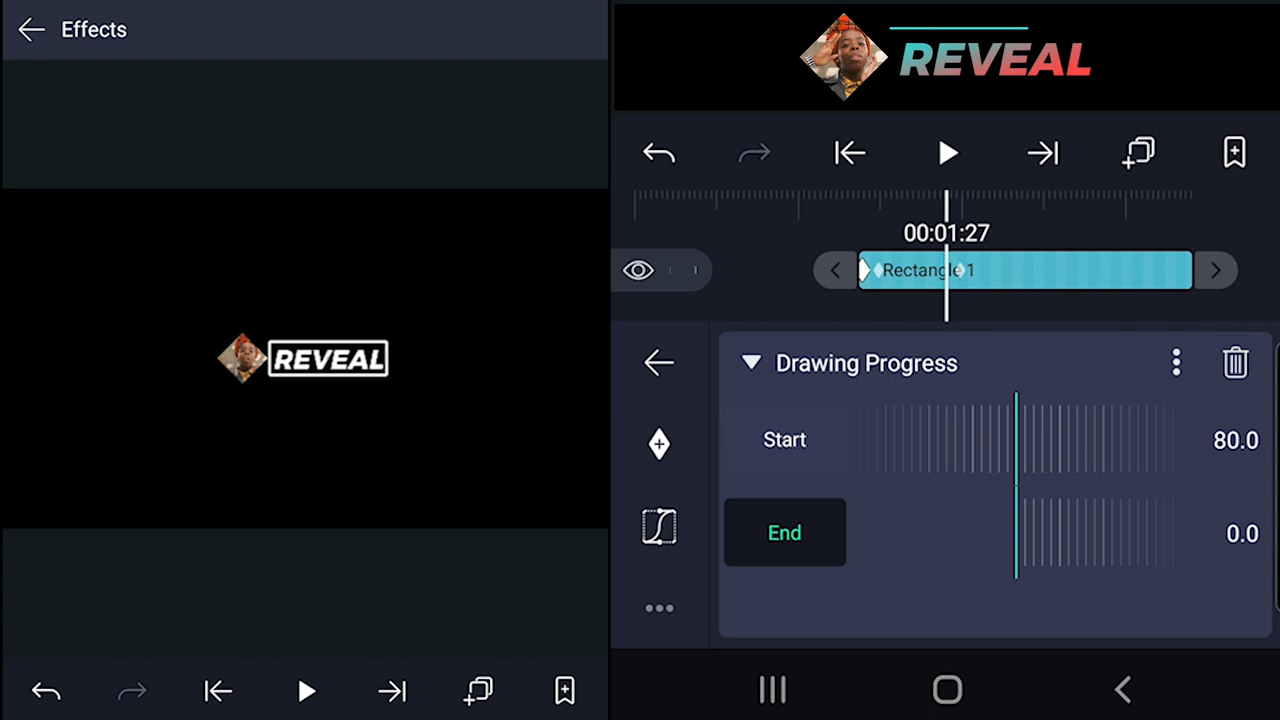 Effects
REVEAL
REVEAL
00:01:27
Rectangle 1
Drawing Progress
Start 80.0
End 0.0